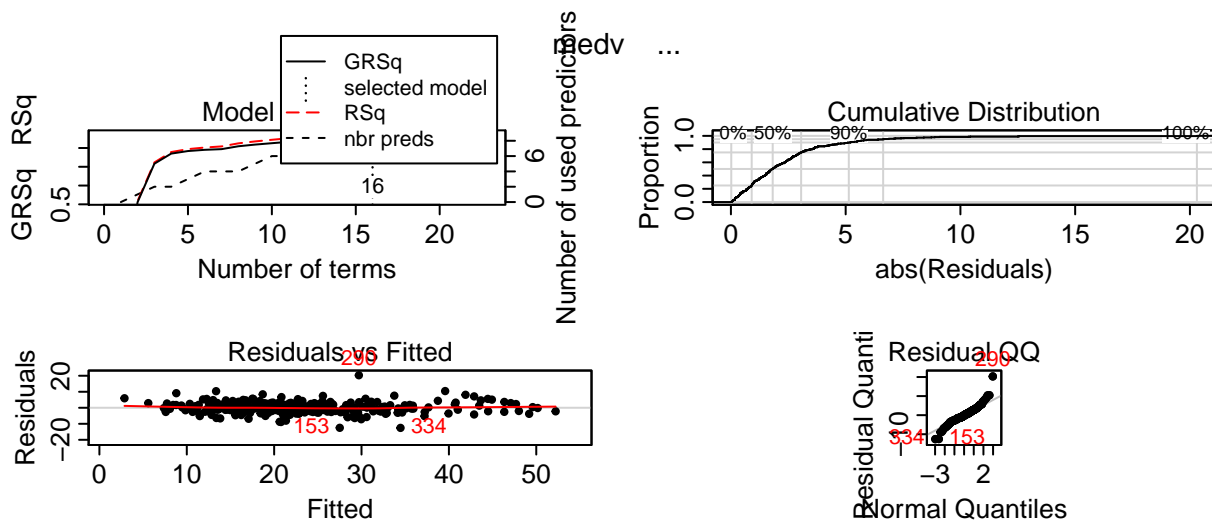 medv ...
GRSq
selected model
RSq
nbr preds
Model
GRSq RSq
0.5
16
0 6
Number of used predictors
0 5 10 15 20
Number of terms
Cumulative Distribution
0% 50% 90% 100%
Proportion
0.0 1.0
0 5 10 15 20
abs(Residuals)
Residuals vs Fitted
290
153 334
Residuals
−20 20
0 10 20 30 40 50
Fitted
Residual QQ
290
334 153
Residual Quanti
−3 2
Normal Quantiles